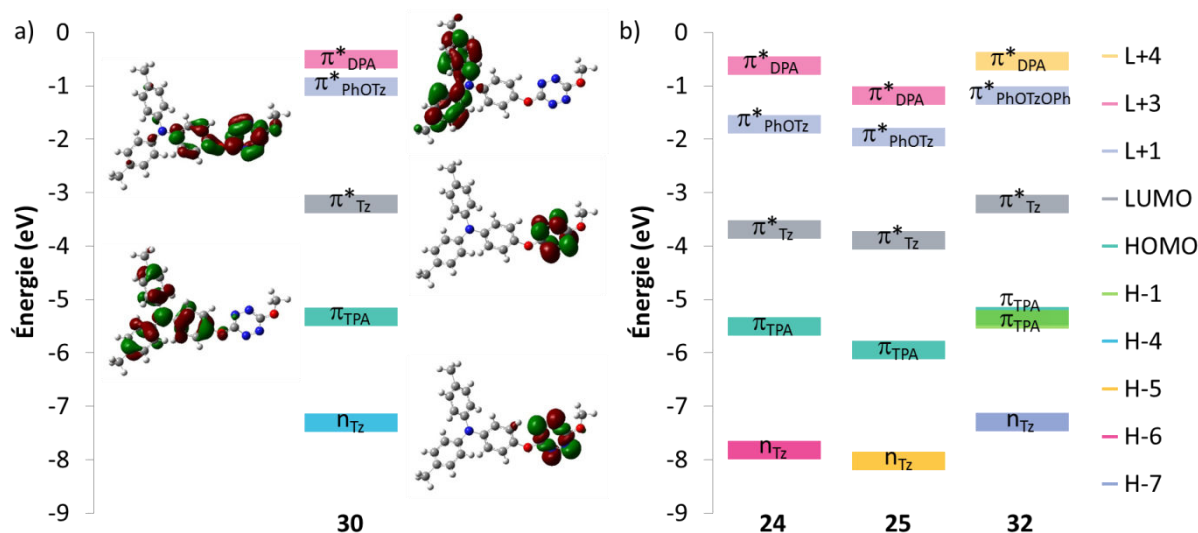 a)
Énergie (eV)
0
-1
-2
-3
-4
-5
-6
-7
-8
-9
π*DPA
π*PhOTz
π*Tz
πTPA
nTz
30
b)
Énergie (eV)
0
-1
-2
-3
-4
-5
-6
-7
-8
-9
π*DPA
π*PhOTz
π*Tz
πTPA
nTz
24
π*DPA
π*PhOTz
π*Tz
πTPA
nTz
25
π*DPA
π*PhOTzOPh
π*Tz
πTPA
πTPA
nTz
32
L+4
L+3
L+1
LUMO
HOMO
H-1
H-4
H-5
H-6
H-7